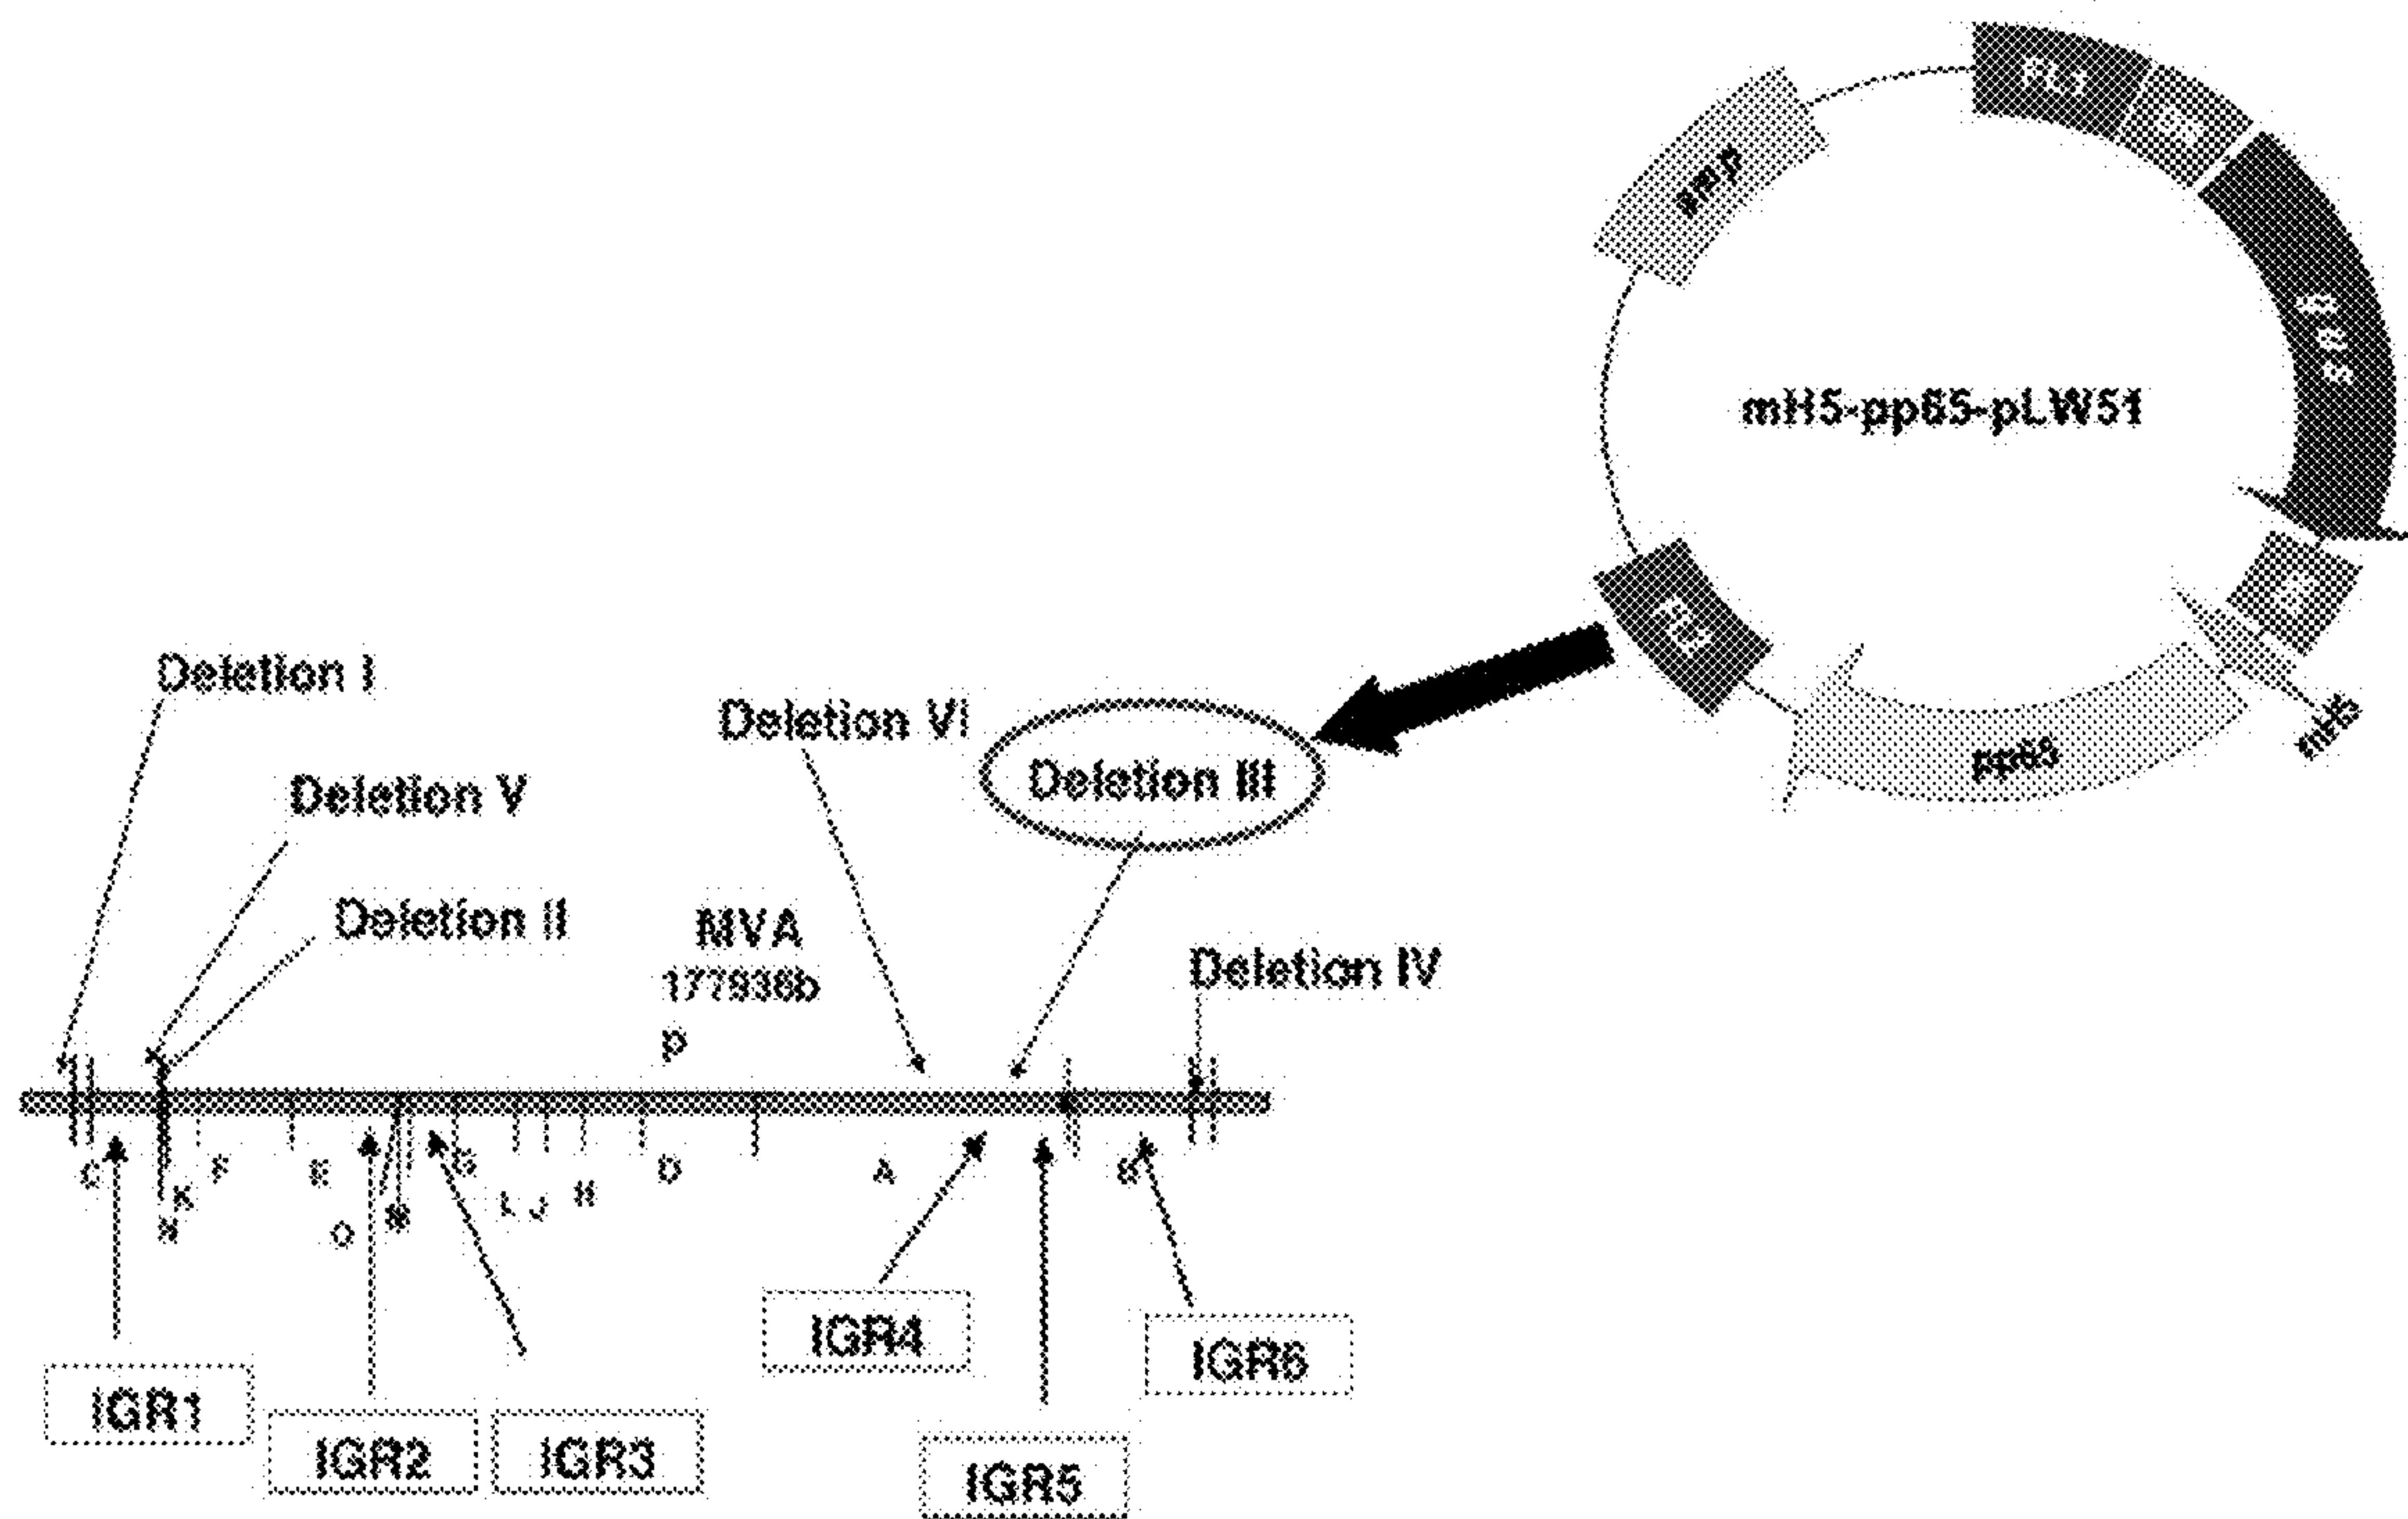 amp
mH5-pp65-pLW51
mH5
pp65
Deletion I
Deletion V
Deletion II
Deletion VI
Deletion III
Deletion IV
MVA
p
C
K
F
E
O
G
I
J
H
D
A
B
IGR1
IGR2
IGR3
IGR4
IGR5
IGR6